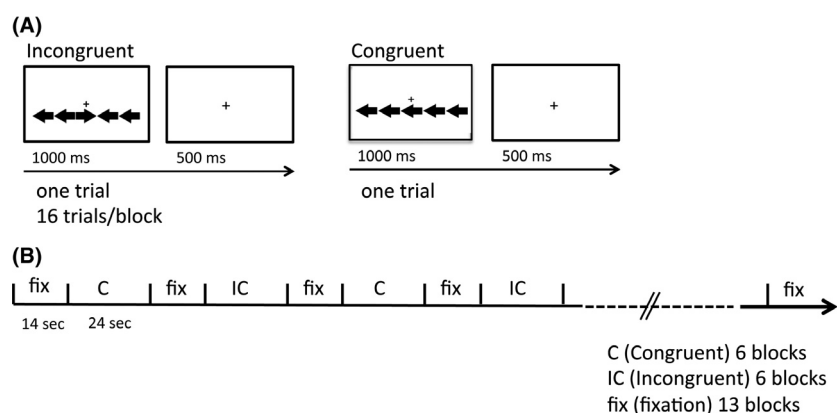 (A)
Incongruent
+
+
1000 ms
500 ms
one trial
16 trials/block
Congruent
+
+
1000 ms
500 ms
one trial
(B)
fix C fix IC fix C fix IC fix
14 sec 24 sec
C (Congruent) 6 blocks
IC (Incongruent) 6 blocks
fix (fixation) 13 blocks